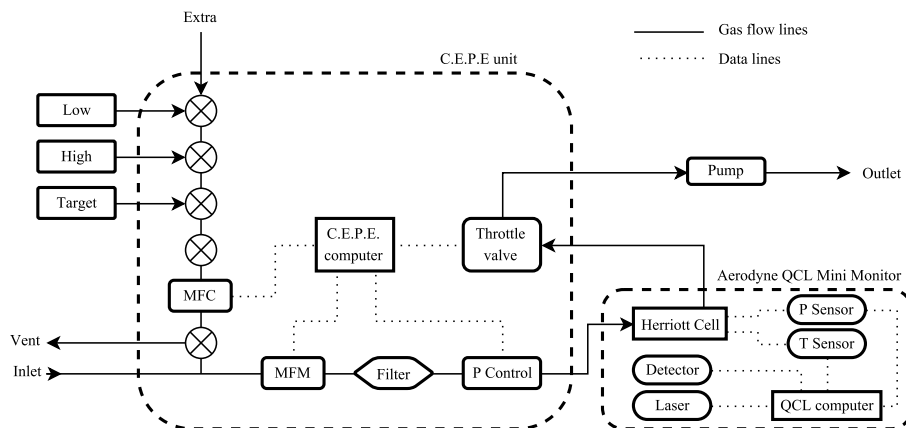 Extra
Gas flow lines
Data lines
C.E.P.E unit
Low
High
Target
Pump
Outlet
C.E.P.E.
computer
Throttle
valve
MFC
Aerodyne QCL Mini Monitor
Herriott Cell
P Sensor
T Sensor
Vent
Inlet
MFM
Filter
P Control
Detector
Laser
QCL computer